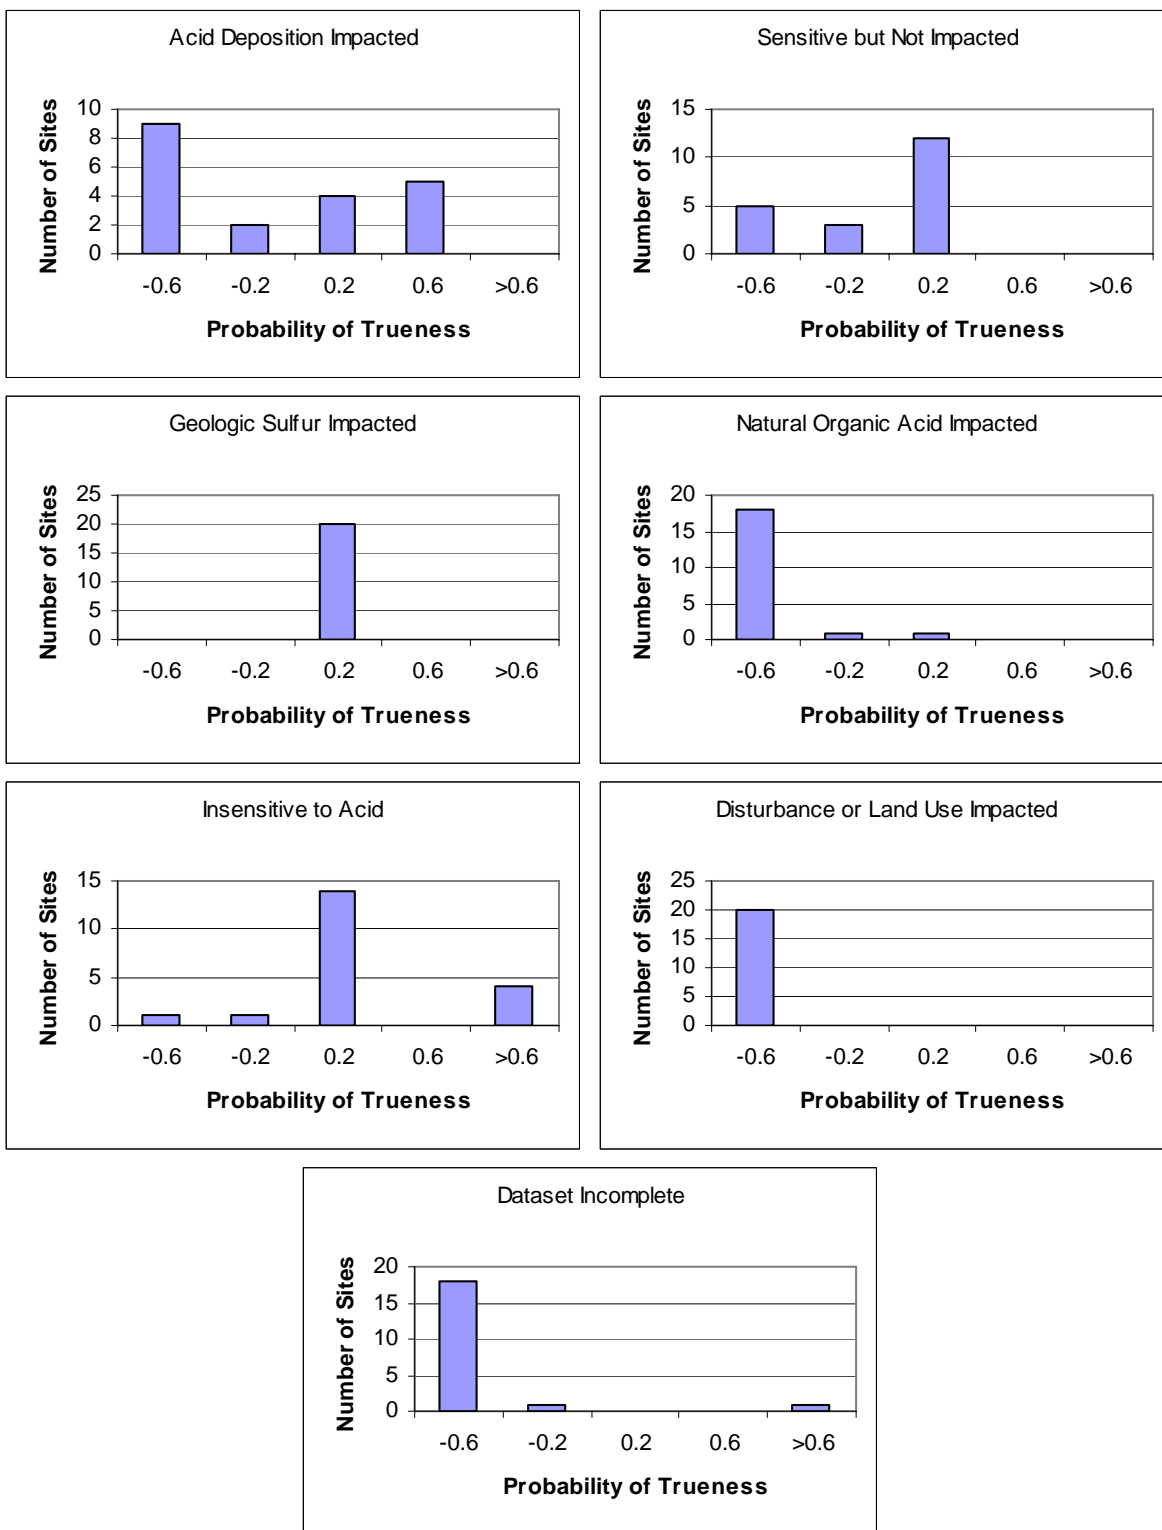 Acid Deposition Impacted
Number of Sites
10
8
6
4
2
0
-0.6 -0.2 0.2 0.6 >0.6
Probability of Trueness
Sensitive but Not Impacted
Number of Sites
15
10
5
0
-0.6 -0.2 0.2 0.6 >0.6
Probability of Trueness
Geologic Sulfur Impacted
Number of Sites
25
20
15
10
5
0
-0.6 -0.2 0.2 0.6 >0.6
Probability of Trueness
Natural Organic Acid Impacted
Number of Sites
20
15
10
5
0
-0.6 -0.2 0.2 0.6 >0.6
Probability of Trueness
Insensitive to Acid
Number of Sites
15
10
5
0
-0.6 -0.2 0.2 0.6 >0.6
Probability of Trueness
Disturbance or Land Use Impacted
Number of Sites
25
20
15
10
5
0
-0.6 -0.2 0.2 0.6 >0.6
Probability of Trueness
Dataset Incomplete
Number of Sites
20
15
10
5
0
-0.6 -0.2 0.2 0.6 >0.6
Probability of Trueness